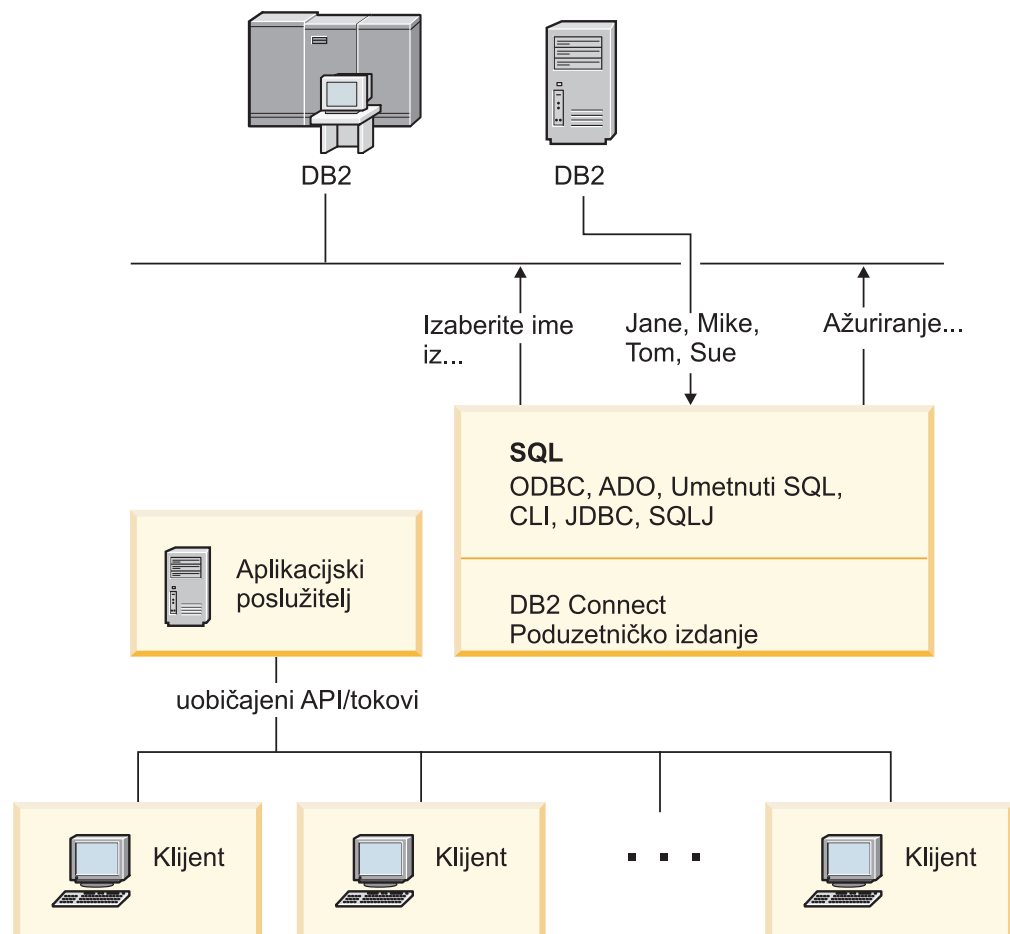 DB2
DB2
Izaberite ime
iz...
Jane, Mike,
Tom, Sue
Ažuriranje...
SQL
ODBC, ADO, Umetnuti SQL,
CLI, JDBC, SQLJ
DB2 Connect
Poduzetničko izdanje
Aplikacijski
poslužitelj
uobičajeni API/tokovi
Klijent
Klijent
Klijent